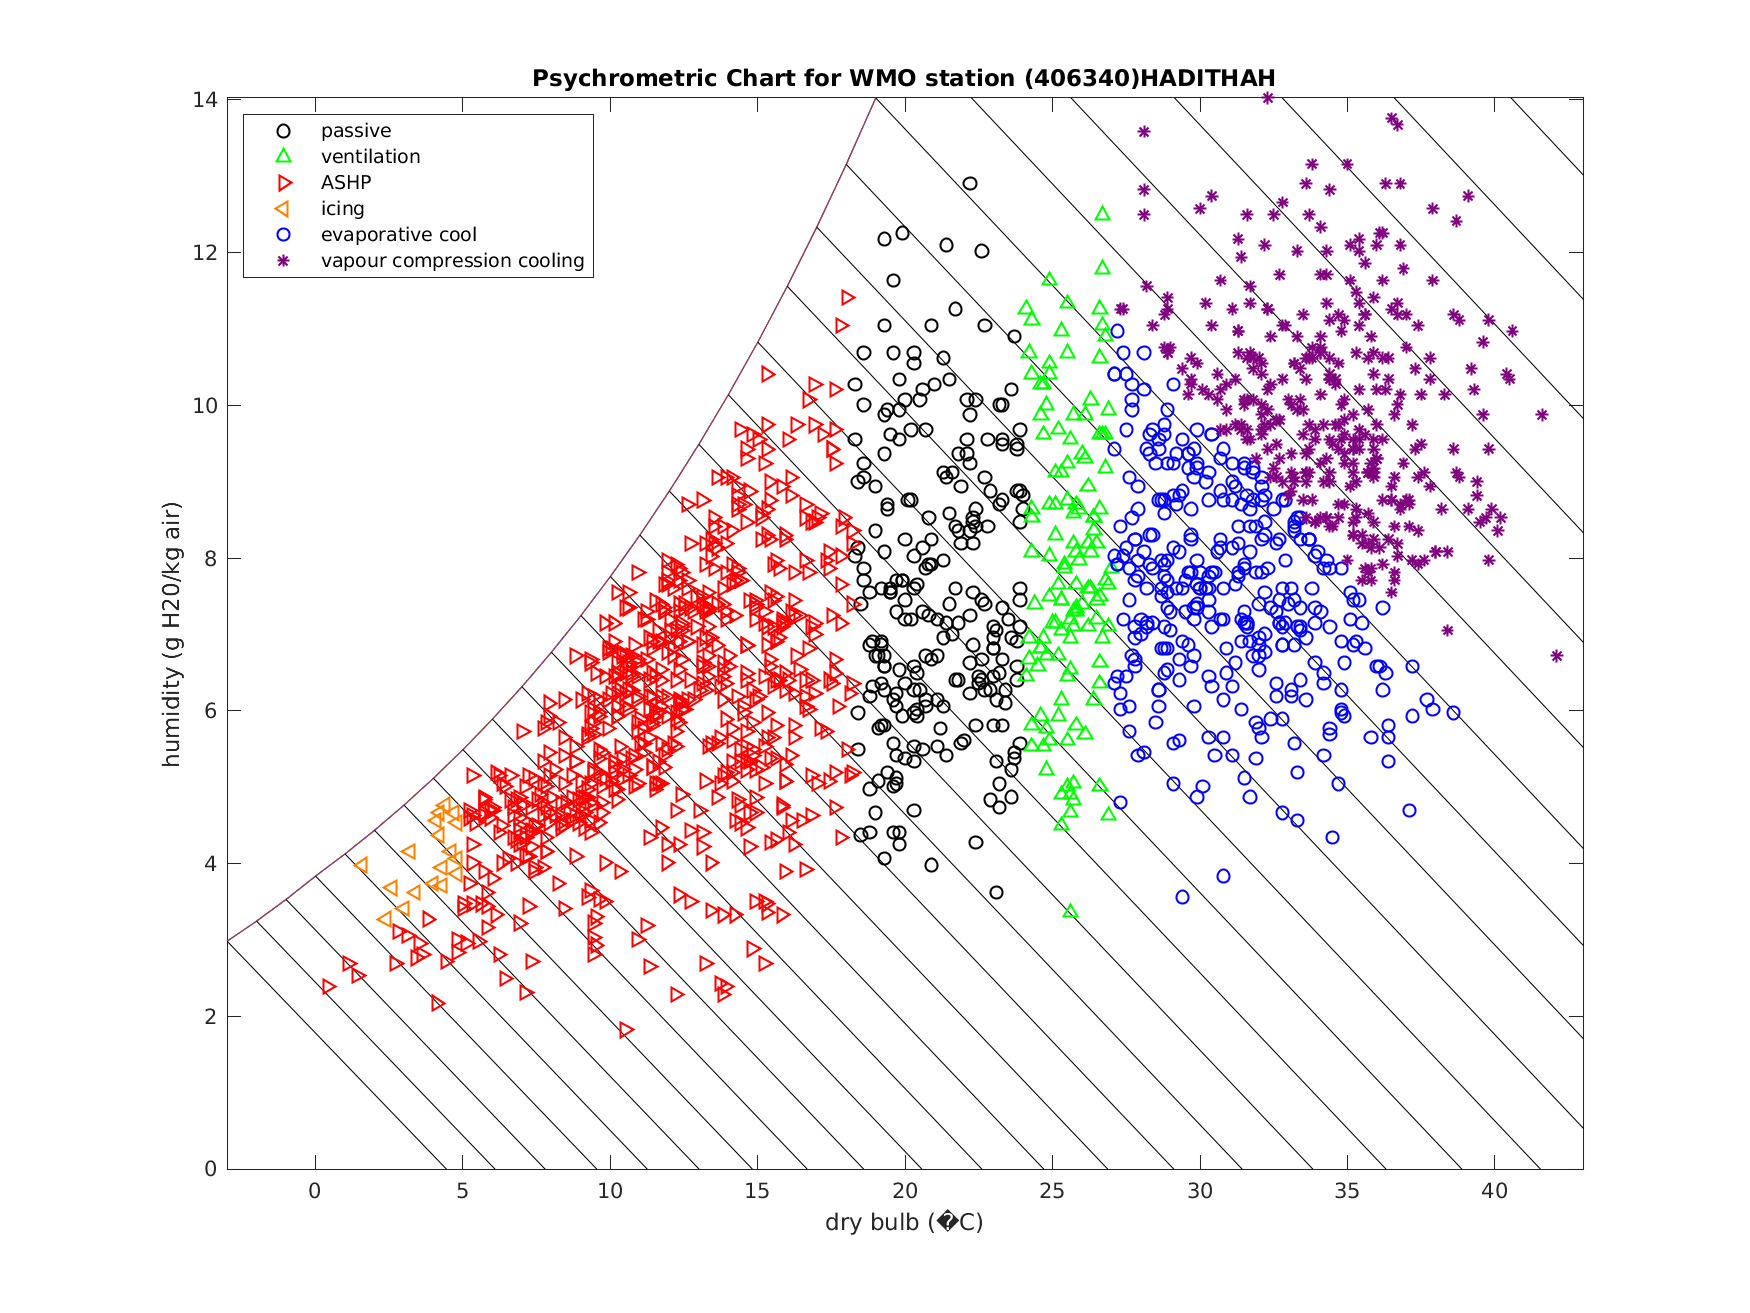 Psychrometric Chart for WMO station (406340)HADITHAH
passive
ventilation
ASHP
icing
evaporative cool
vapour compression cooling
humidity (g H20/kg air)
14
12
10
8
6
4
2
0
0 5 10 15 20 25 30 35 40
dry bulb (�C)